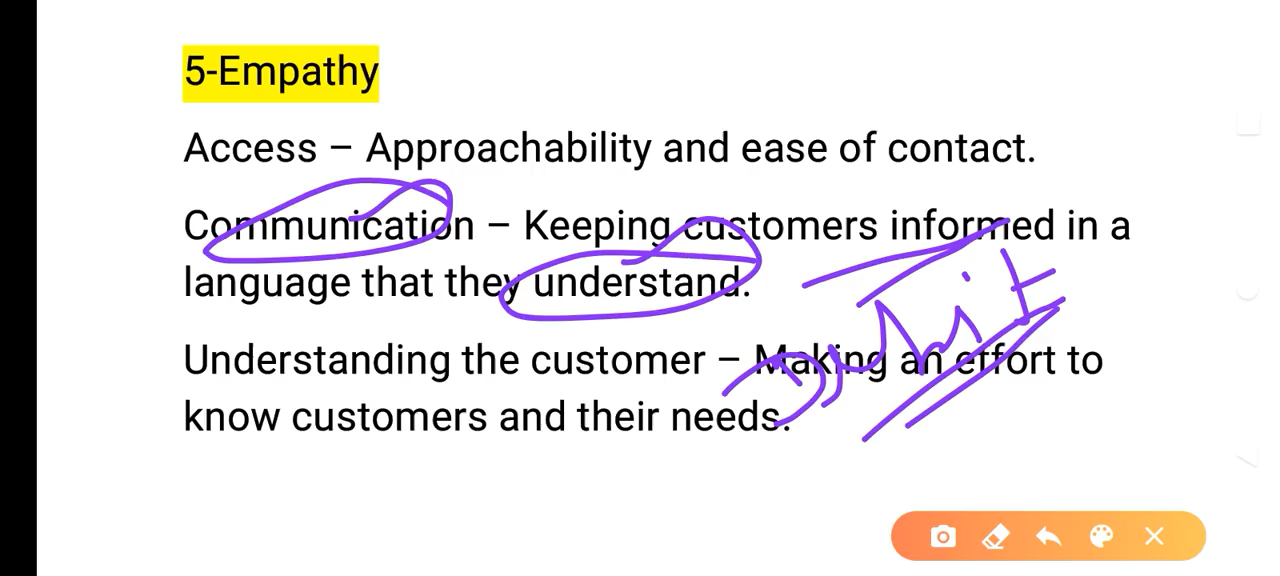 5-Empathy
Access – Approachability and ease of contact.
Communication – Keeping customers informed in a
language that they understand.
Understanding the customer – Making an effort to
know customers and their needs.